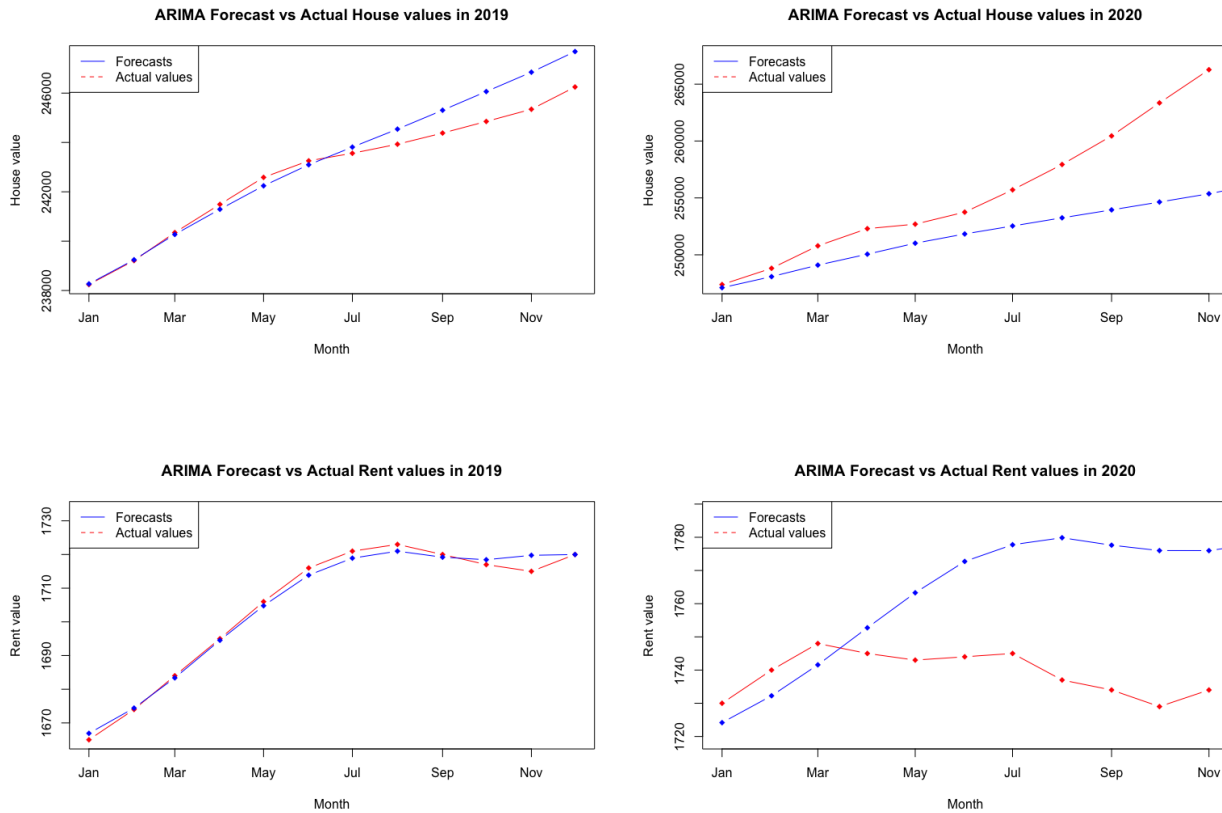 ARIMA Forecast vs Actual House values in 2019
Forecasts
Actual values
House value
246000
242000
238000
Jan Mar May Jul Sep Nov
Month
ARIMA Forecast vs Actual House values in 2020
Forecasts
Actual values
House value
265000
260000
255000
250000
Jan Mar May Jul Sep Nov
Month
ARIMA Forecast vs Actual Rent values in 2019
Forecasts
Actual values
Rent value
1730
1710
1690
1670
Jan Mar May Jul Sep Nov
Month
ARIMA Forecast vs Actual Rent values in 2020
Forecasts
Actual values
Rent value
1780
1760
1740
1720
Jan Mar May Jul Sep Nov
Month